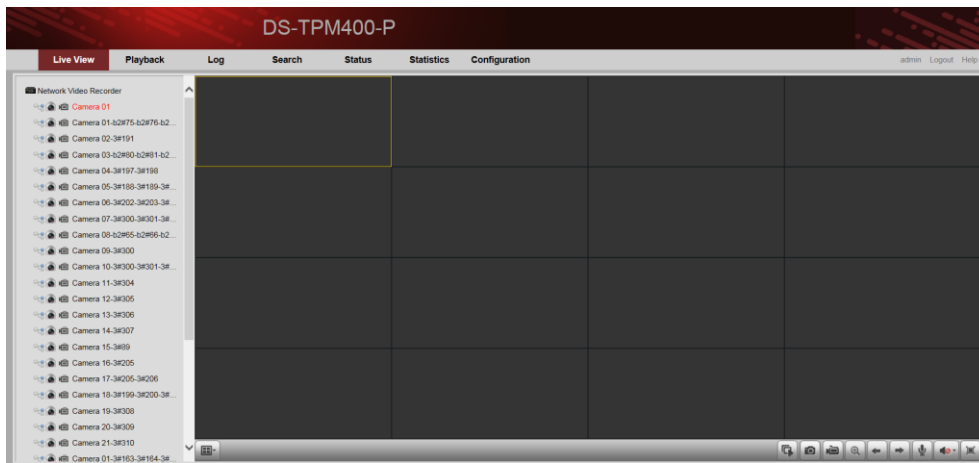 DS-TPM400-P
Live View Playback Log Search Status Statistics Configuration admin Logout Help
Network Video Recorder
Camera 01
Camera 01-b2#75-b2#76-b2...
Camera 02-3#191
Camera 03-b2#80-b2#81-b2...
Camera 04-3#197-3#198
Camera 05-3#188-3#189-3#...
Camera 06-3#202-3#203-3#...
Camera 07-3#300-3#301-3#...
Camera 08-b2#65-b2#66-b2...
Camera 09-3#300
Camera 10-3#300-3#301-3#...
Camera 11-3#304
Camera 12-3#305
Camera 13-3#306
Camera 14-3#307
Camera 15-3#89
Camera 16-3#205
Camera 17-3#205-3#206
Camera 18-3#199-3#200-3#...
Camera 19-3#308
Camera 20-3#309
Camera 21-3#310
Camera 01-3#163-3#164-3#...